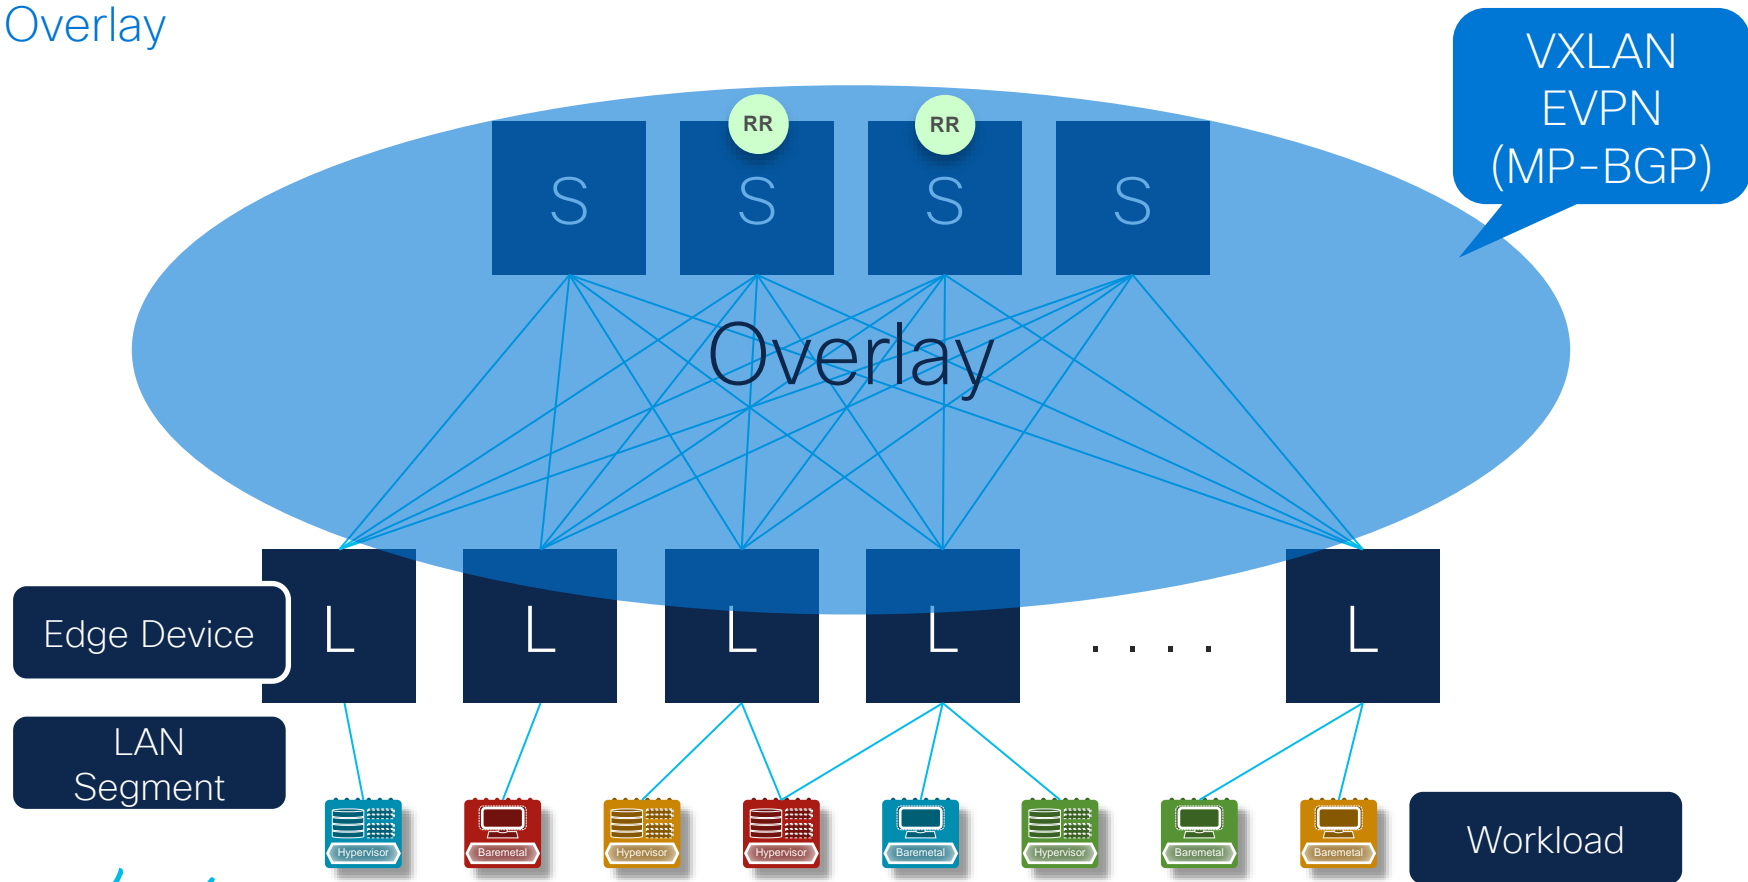 Overlay
VXLAN
EVPN
(MP-BGP)
RR
RR
S
S
S
S
Overlay
Edge Device
L
L
L
L
. . . .
L
LAN
Segment
Hypervisor
Baremetal
Hypervisor
Hypervisor
Baremetal
Hypervisor
Baremetal
Baremetal
Workload